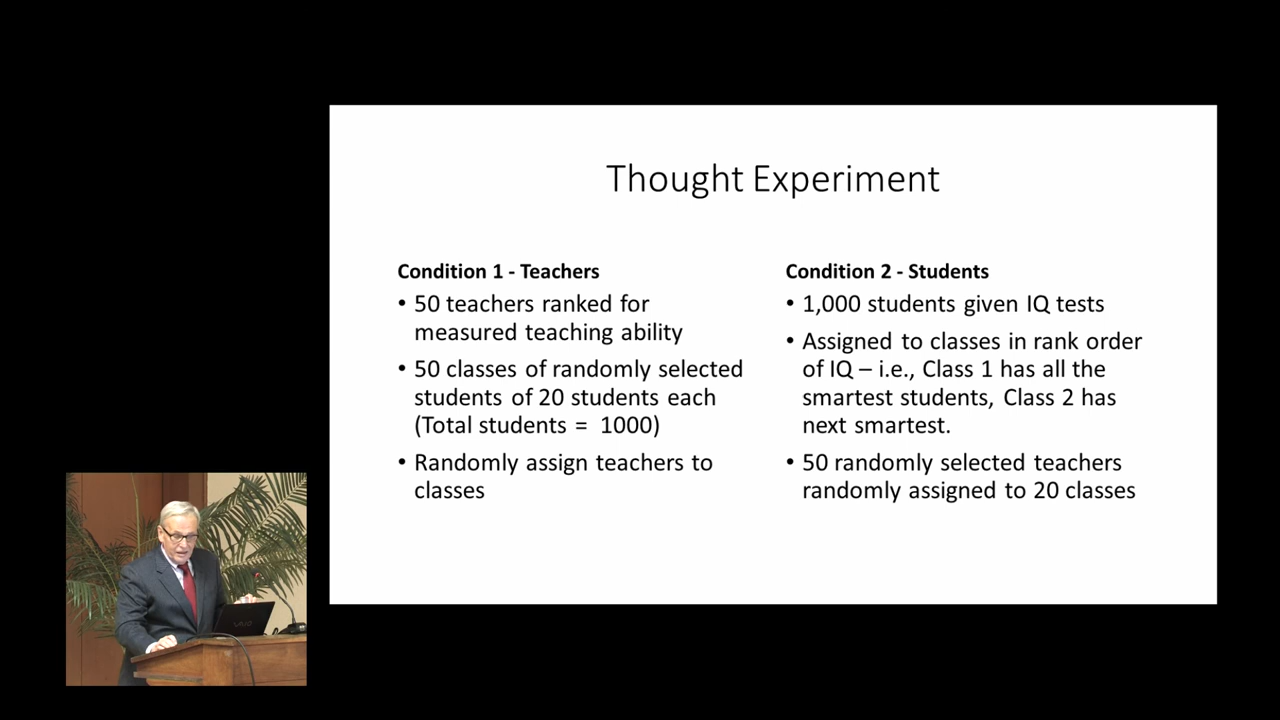 Thought Experiment
Condition 1 - Teachers
• 50 teachers ranked for
measured teaching ability
• 50 classes of randomly selected
students of 20 students each
(Total students = 1000)
• Randomly assign teachers to
classes
Condition 2 - Students
• 1,000 students given IQ tests
• Assigned to classes in rank order
of IQ – i.e., Class 1 has all the
smartest students, Class 2 has
next smartest.
• 50 randomly selected teachers
randomly assigned to 20 classes
VAIO